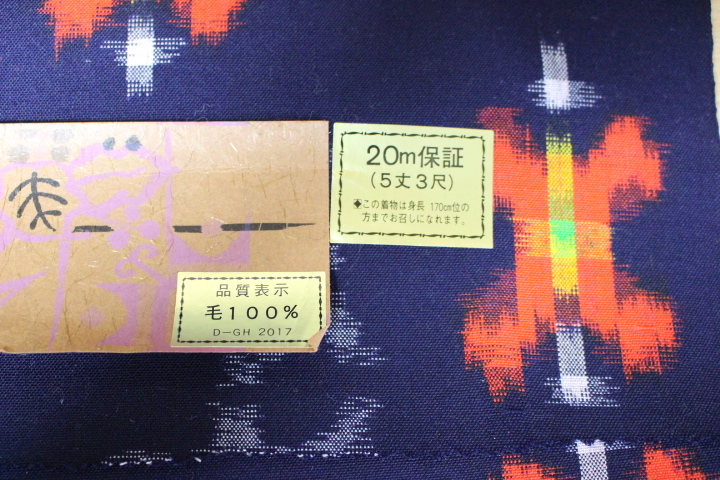 20m保証
(5丈3尺)
◆この着物は身長 170cm位の
方までお召しになれます。
品質表示
毛100%
D-GH 2017